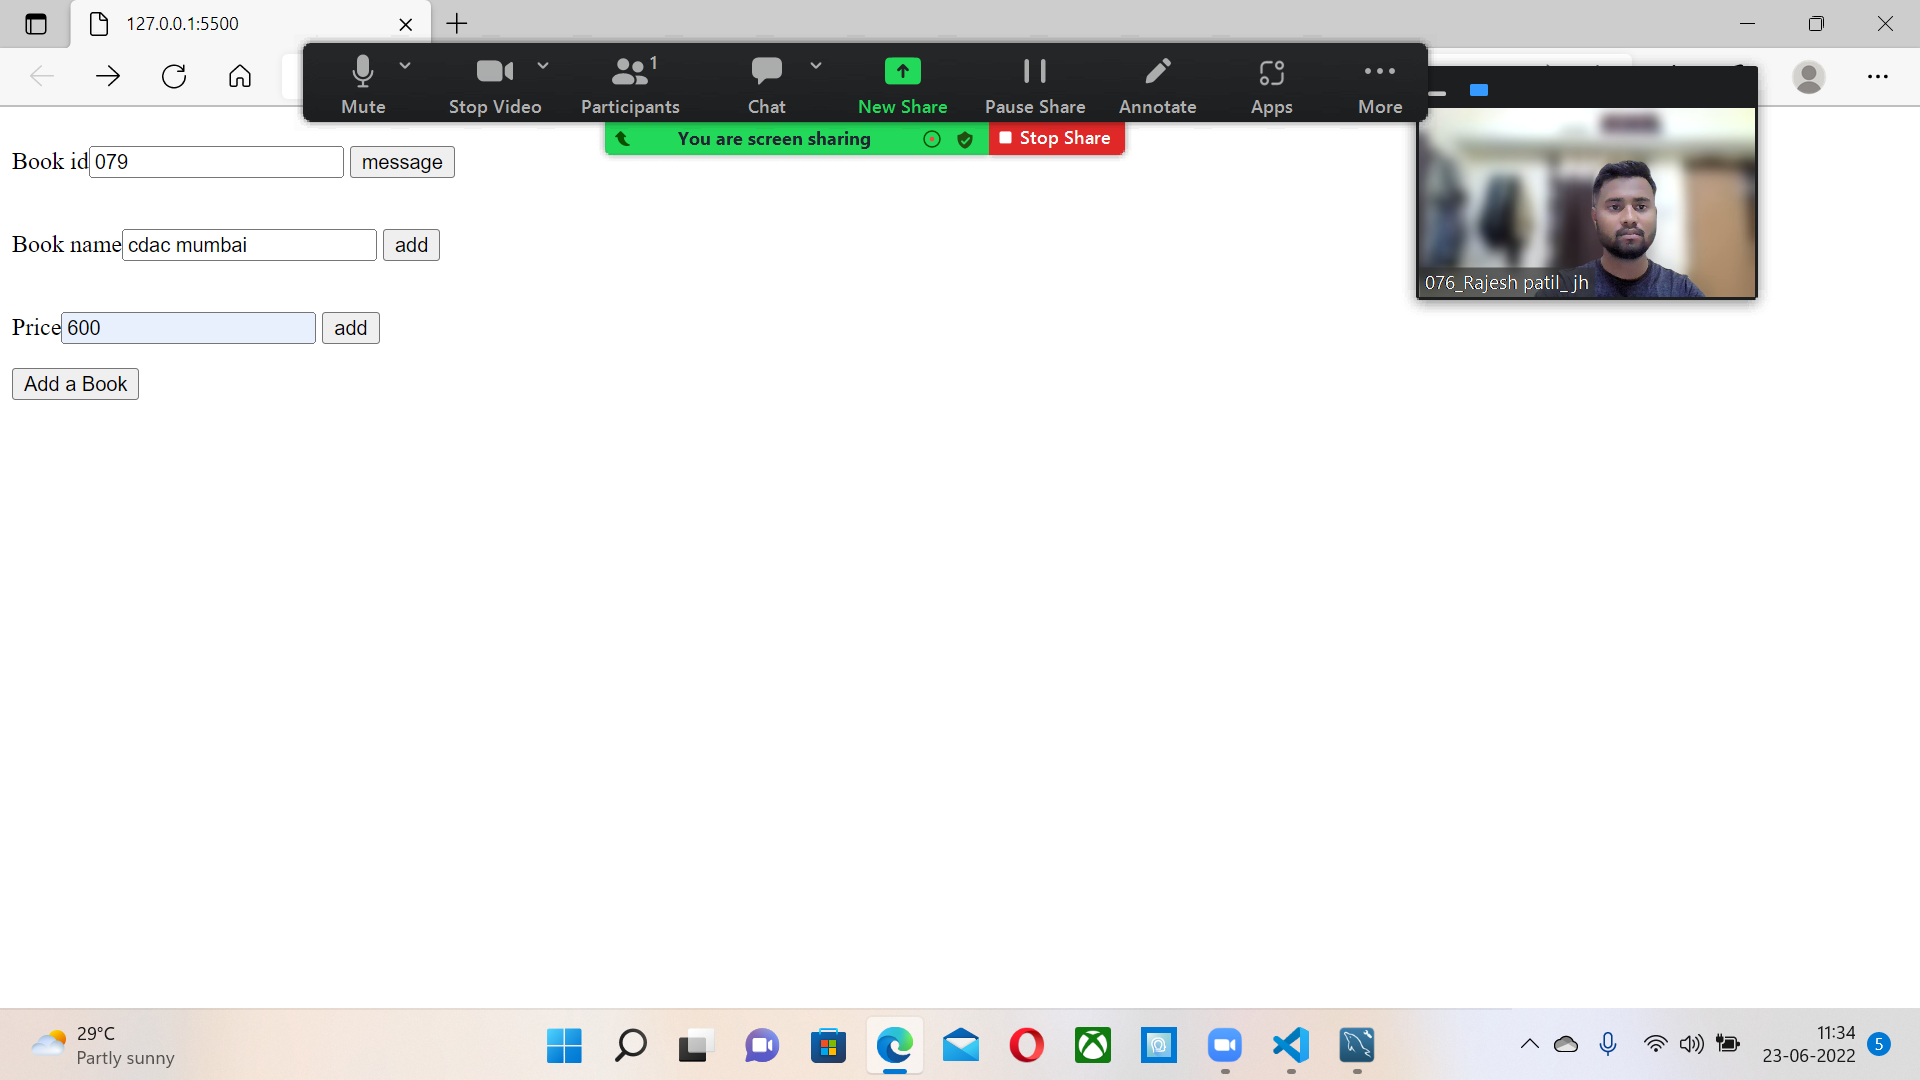 127.0.0.1:5500
Mute
Stop Video
Participants
1
Chat
New Share
Pause Share
Annotate
Apps
More
You are screen sharing
Stop Share
Book id 079 message
Book name cdac mumbai add
Price 600 add
Add a Book
076_Rajesh patil_ jh
29°C
Partly sunny
11:34
23-06-2022
5